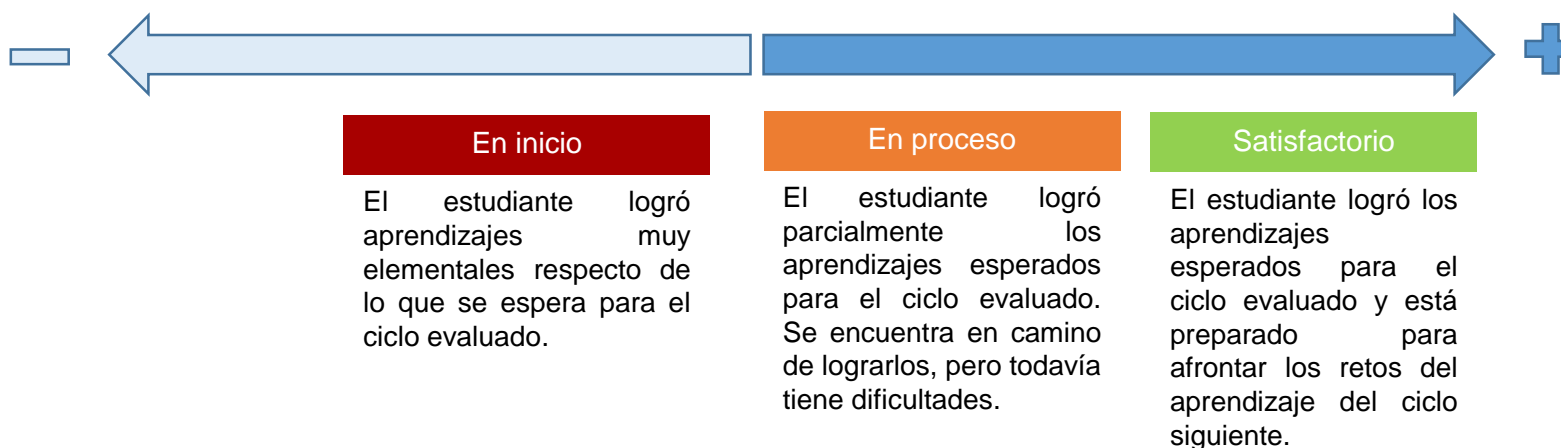 En inicio
El estudiante logró
aprendizajes muy
elementales respecto de
lo que se espera para el
ciclo evaluado.
En proceso
El estudiante logró
parcialmente los
aprendizajes esperados
para el ciclo evaluado.
Se encuentra en camino
de lograrlos, pero todavía
tiene dificultades.
Satisfactorio
El estudiante logró los
aprendizajes
esperados para el
ciclo evaluado y está
preparado para
afrontar los retos del
aprendizaje del ciclo
siguiente.